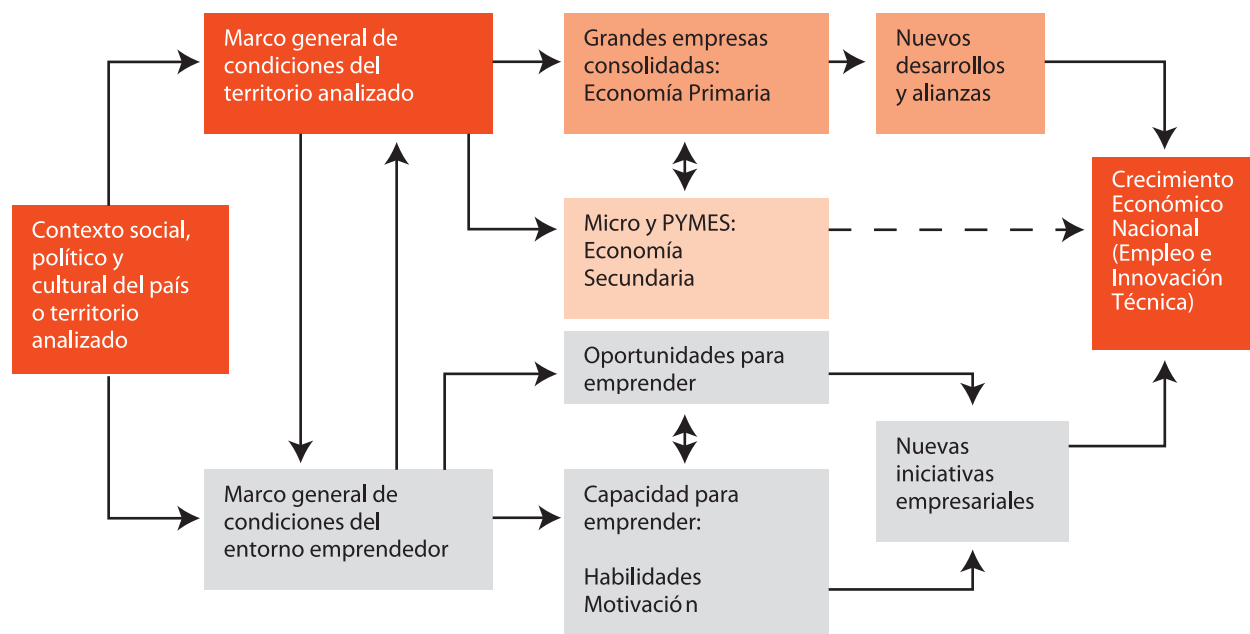 Marco general de
condiciones del
territorio analizado
Grandes empresas
consolidadas:
Economía Primaria
Nuevos
desarrollos
y alianzas
Contexto social,
político y
cultural del país
o territorio
analizado
Micro y PYMES:
Economía
Secundaria
Crecimiento
Económico
Nacional
(Empleo e
Innovación
Técnica)
Oportunidades para
emprender
Marco general de
condiciones del
entorno emprendedor
Capacidad para
emprender:
Habilidades
Motivación
Nuevas
iniciativas
empresariales